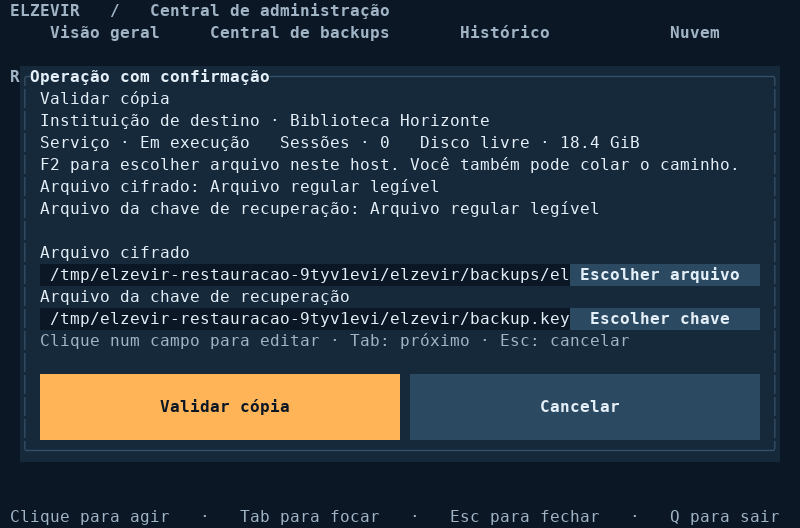 ELZEVIR / Central de administração
Visão geral Central de backups Histórico Nuvem
R Operação com confirmação
Validar cópia
Instituição de destino · Biblioteca Horizonte
Serviço · Em execução Sessões · 0 Disco livre · 18.4 GiB
F2 para escolher arquivo neste host. Você também pode colar o caminho.
Arquivo cifrado: Arquivo regular legível
Arquivo da chave de recuperação: Arquivo regular legível
Arquivo cifrado
/tmp/elzevir-restauracao-9tyv1evi/elzevir/backups/el Escolher arquivo
Arquivo da chave de recuperação
/tmp/elzevir-restauracao-9tyv1evi/elzevir/backup.key Escolher chave
Clique num campo para editar · Tab: próximo · Esc: cancelar
Validar cópia Cancelar
Clique para agir · Tab para focar · Esc para fechar · Q para sair